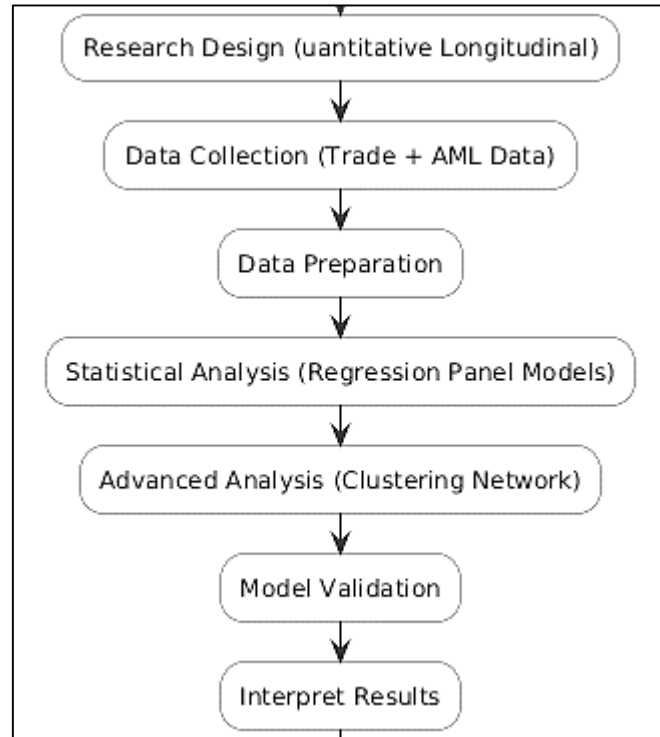 Research Design (uantitative Longitudinal)
Data Collection (Trade + AML Data)
Data Preparation
Statistical Analysis (Regression Panel Models)
Advanced Analysis (Clustering Network)
Model Validation
Interpret Results